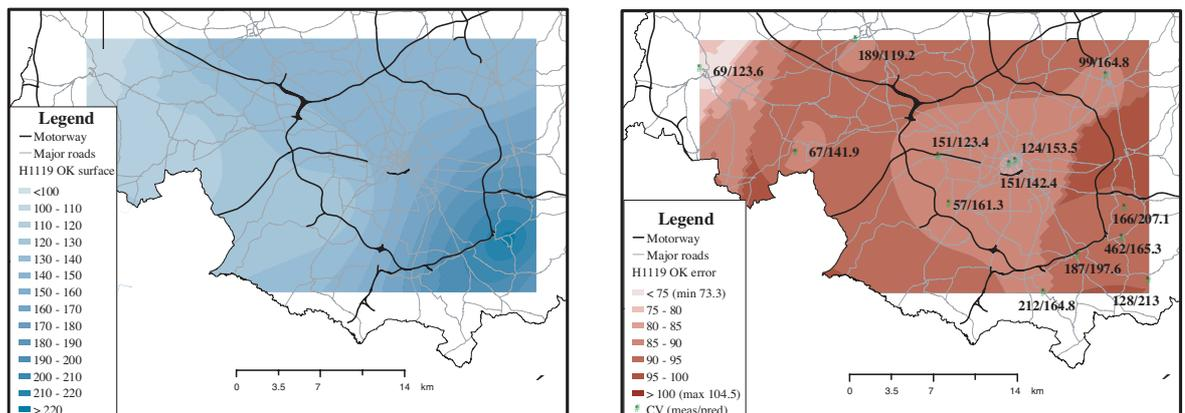 Legend
Motorway
Major roads
H1119 OK surface
<100
100 - 110
110 - 120
120 - 130
130 - 140
140 - 150
150 - 160
160 - 170
170 - 180
180 - 190
190 - 200
200 - 210
210 - 220
> 220
0 3.5 7 14 km
69/123.6
189/119.2
99/164.8
67/141.9
151/123.4
124/153.5
151/142.4
57/161.3
166/207.1
462/165.3
187/197.6
128/213
212/164.8
Legend
Motorway
Major roads
H1119 OK error
< 75 (min 73.3)
75 - 80
80 - 85
85 - 90
90 - 95
95 - 100
> 100 (max 104.5)
CV (meas/pred)
0 3.5 7 14 km